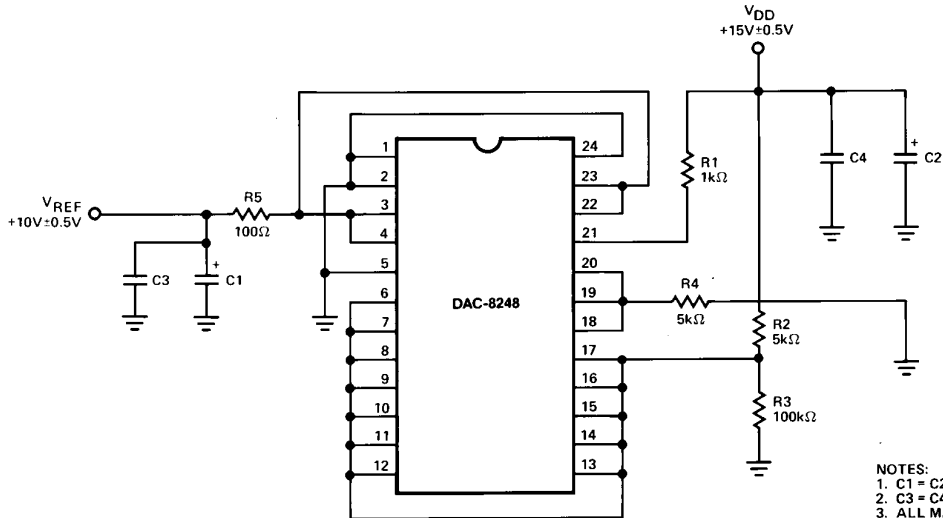 V_DD
+15V±0.5V
V_REF
+10V±0.5V
R5
100Ω
C3
C1
+
DAC-8248
1
2
3
4
5
6
7
8
9
10
11
12
24
23
22
21
20
19
18
17
16
15
14
13
R1
1kΩ
C4
+
C2
R4
5kΩ
R2
5kΩ
R3
100kΩ
NOTES:
1. C1 = C2
2. C3 = C4
3. ALL